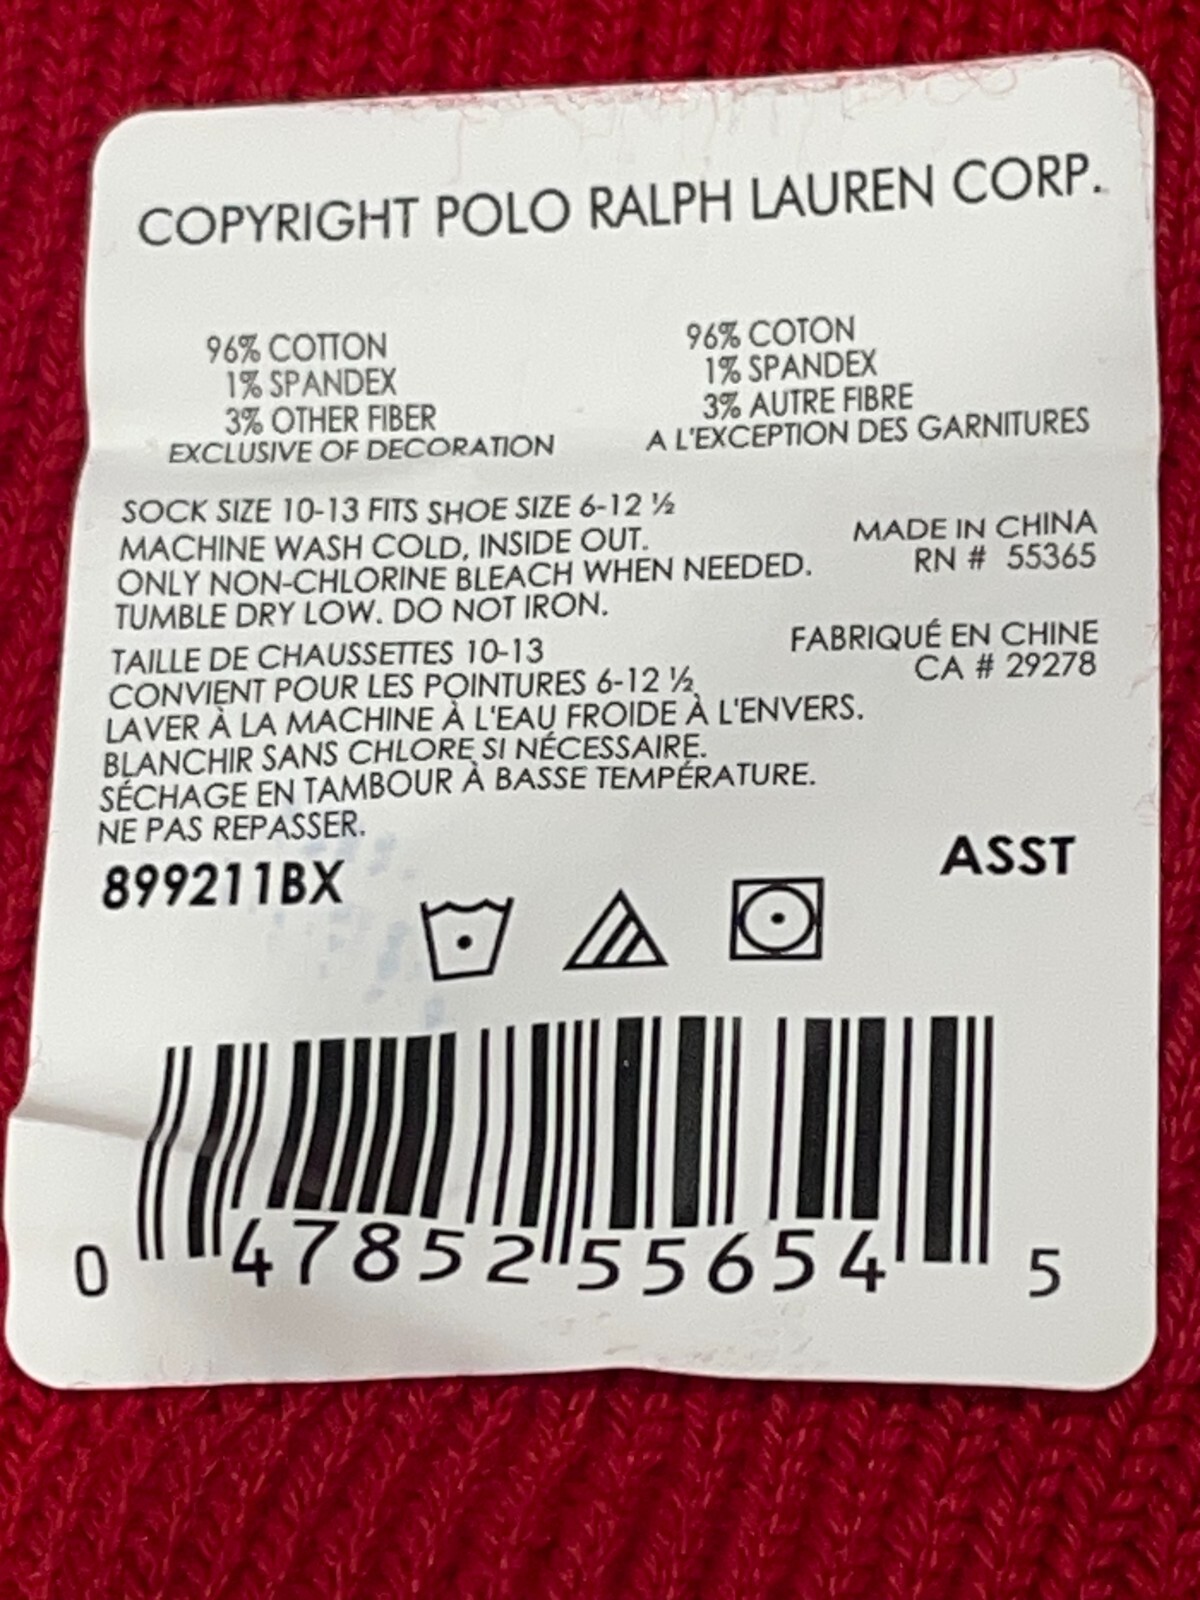 COPYRIGHT POLO RALPH LAUREN CORP.
96% COTTON
1% SPANDEX
3% OTHER FIBER
EXCLUSIVE OF DECORATION
96% COTON
1% SPANDEX
3% AUTRE FIBRE
A L'EXCEPTION DES GARNITURES
SOCK SIZE 10-13 FITS SHOE SIZE 6-12 ½
MACHINE WASH COLD, INSIDE OUT.
ONLY NON-CHLORINE BLEACH WHEN NEEDED.
TUMBLE DRY LOW. DO NOT IRON.
MADE IN CHINA
RN # 55365
TAILLE DE CHAUSSETTES 10-13
CONVIENT POUR LES POINTURES 6-12 ½
LAVER À LA MACHINE À L'EAU FROIDE À L'ENVERS.
BLANCHIR SANS CHLORE SI NÉCESSAIRE.
SÉCHAGE EN TAMBOUR À BASSE TEMPÉRATURE.
NE PAS REPASSER.
FABRIQUÉ EN CHINE
CA # 29278
899211BX
ASST
0 47852 55654 5